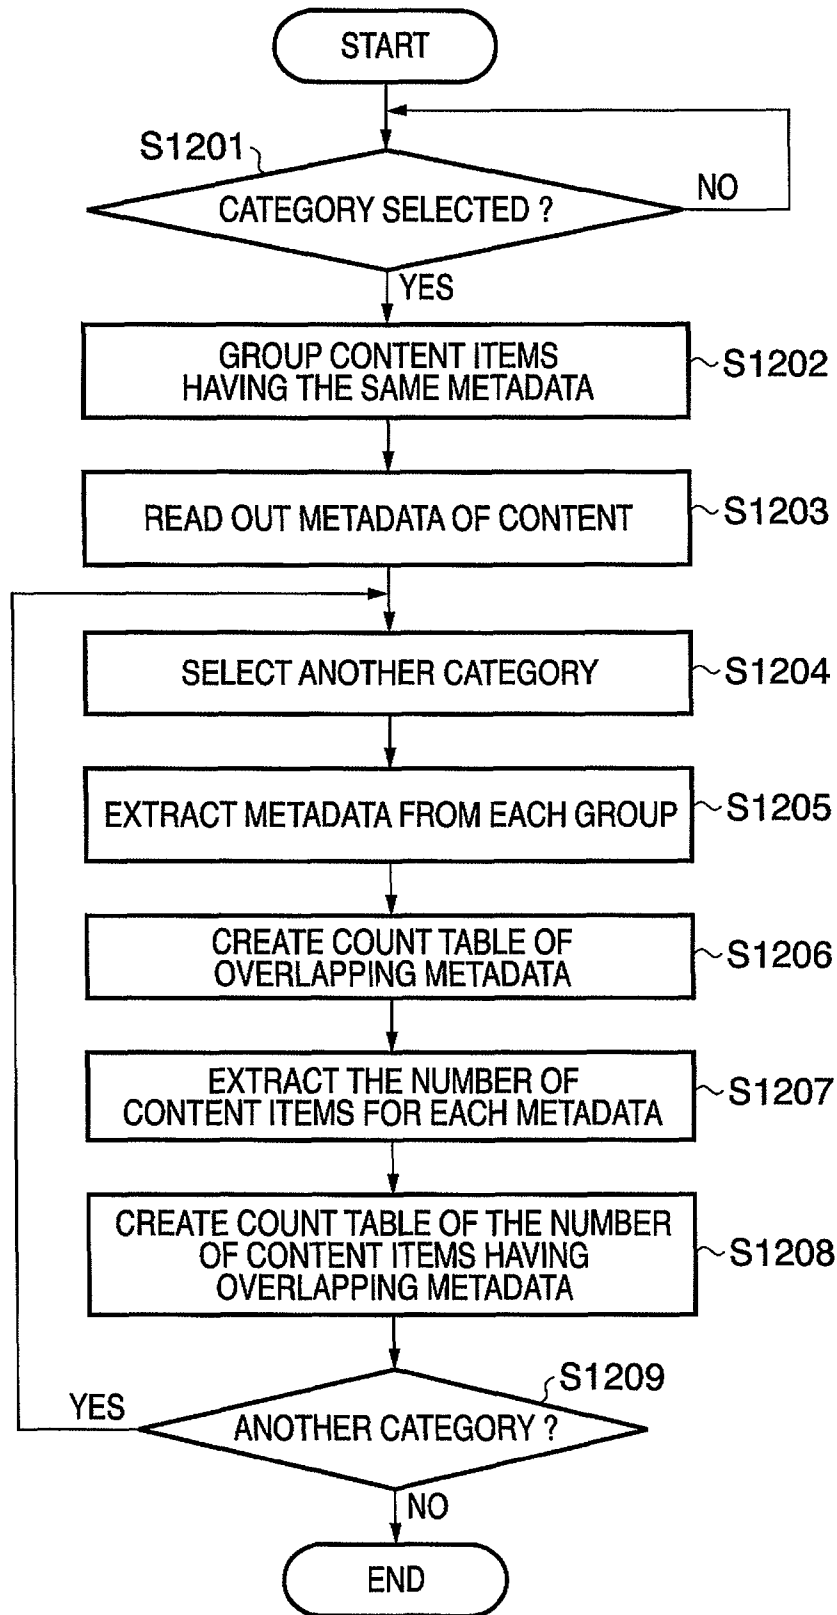 START
S1201
CATEGORY SELECTED ?
NO
YES
GROUP CONTENT ITEMS
HAVING THE SAME METADATA
S1202
READ OUT METADATA OF CONTENT
S1203
SELECT ANOTHER CATEGORY
S1204
EXTRACT METADATA FROM EACH GROUP
S1205
CREATE COUNT TABLE OF
OVERLAPPING METADATA
S1206
EXTRACT THE NUMBER OF
CONTENT ITEMS FOR EACH METADATA
S1207
CREATE COUNT TABLE OF THE NUMBER
OF CONTENT ITEMS HAVING
OVERLAPPING METADATA
S1208
S1209
YES
ANOTHER CATEGORY ?
NO
END